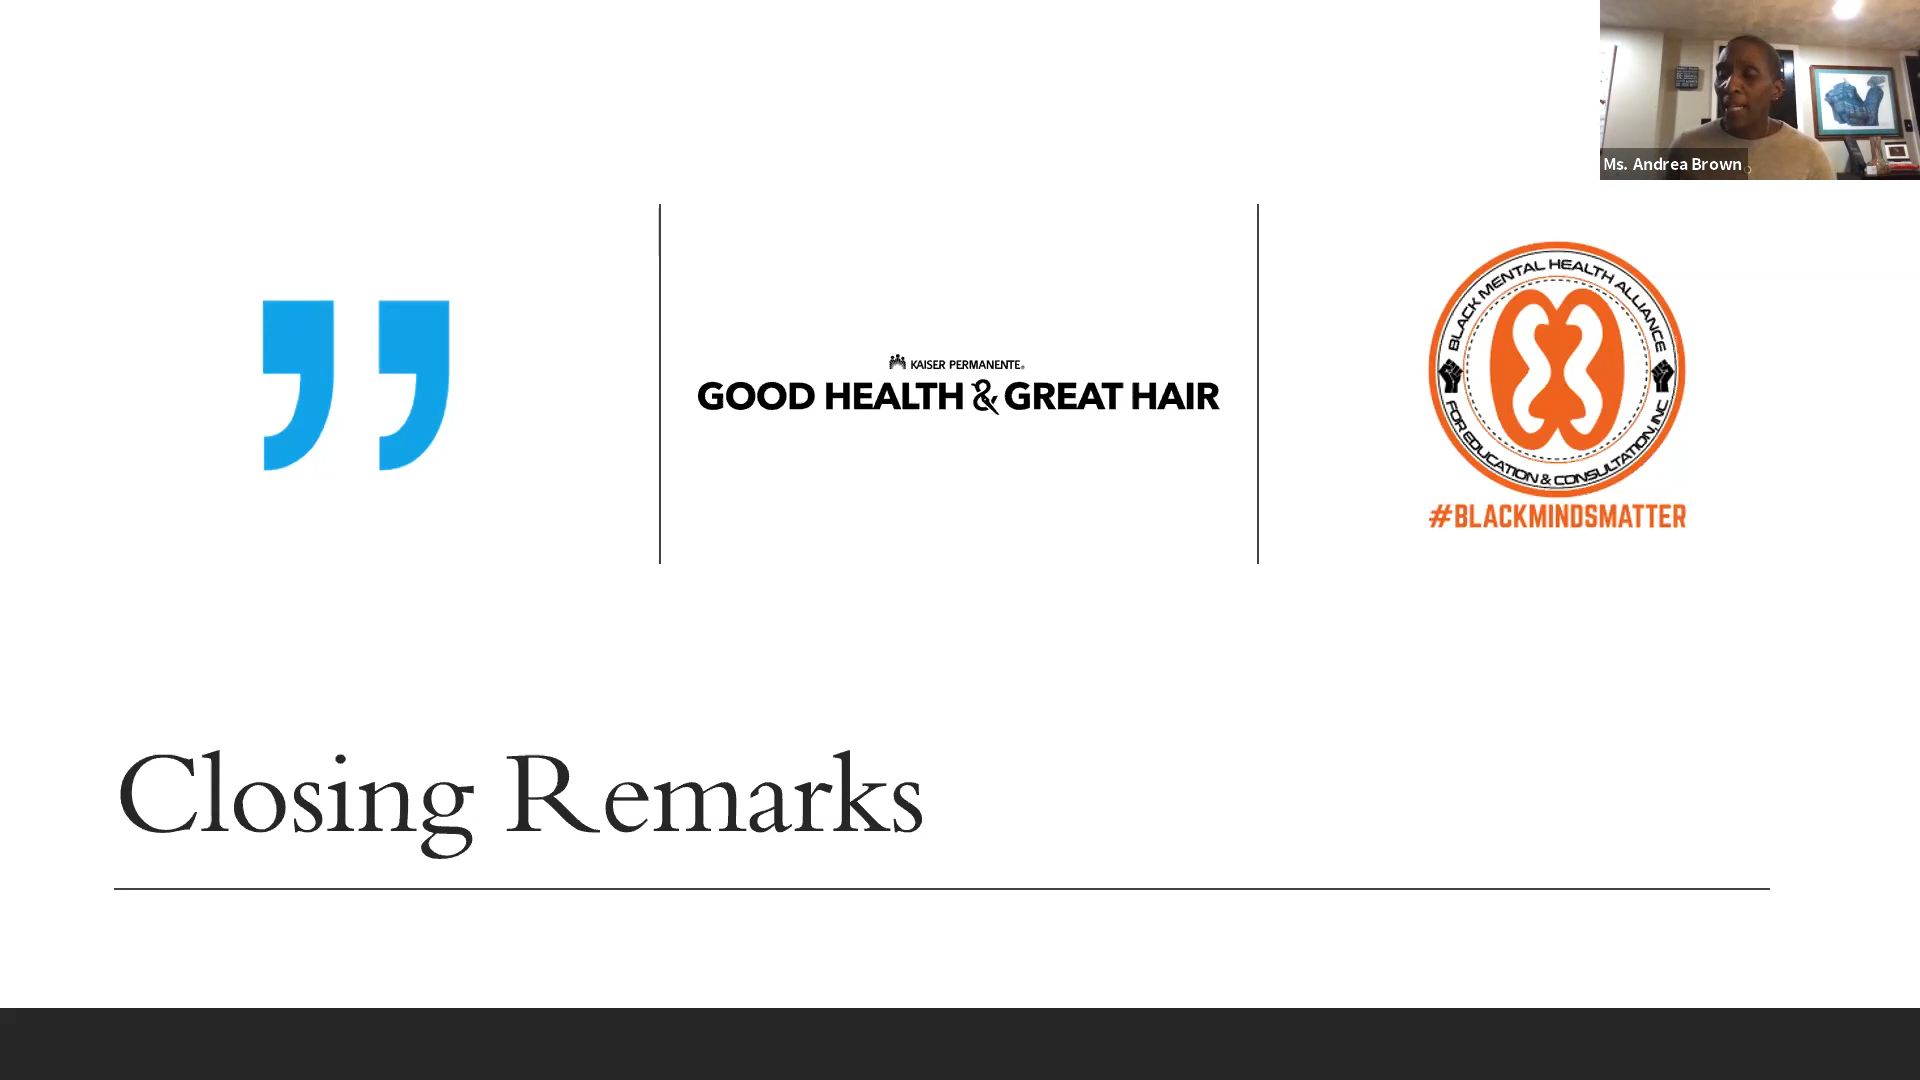 Ms. Andrea Brown
KAISER PERMANENTE®
GOOD HEALTH & GREAT HAIR
BLACK MENTAL HEALTH ALLIANCE
FOR EDUCATION & CONSULTATION, INC.
#BLACKMINDSMATTER
Closing Remarks